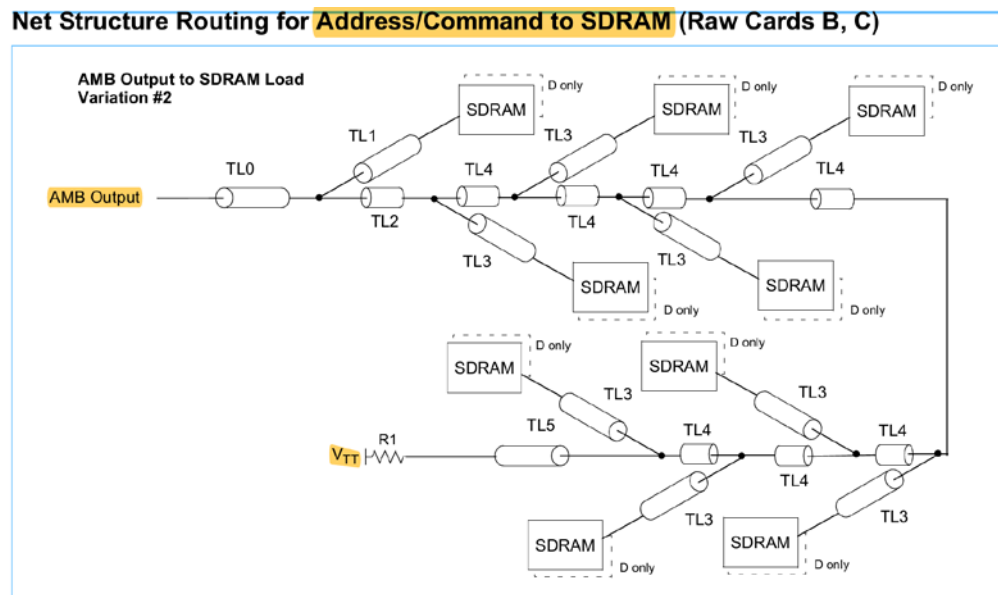 Net Structure Routing for Address/Command to SDRAM (Raw Cards B, C)
AMB Output to SDRAM Load
Variation #2
D only
D only
D only
SDRAM
SDRAM
SDRAM
TL1
TL3
TL3
TL0
TL4
TL4
TL4
AMB Output
TL2
TL4
TL3
TL3
SDRAM
SDRAM
D only
D only
D only
D only
SDRAM
SDRAM
TL3
TL3
R1
TL5
TL4
TL4
VTT
TL4
TL3
TL3
SDRAM
SDRAM
D only
D only